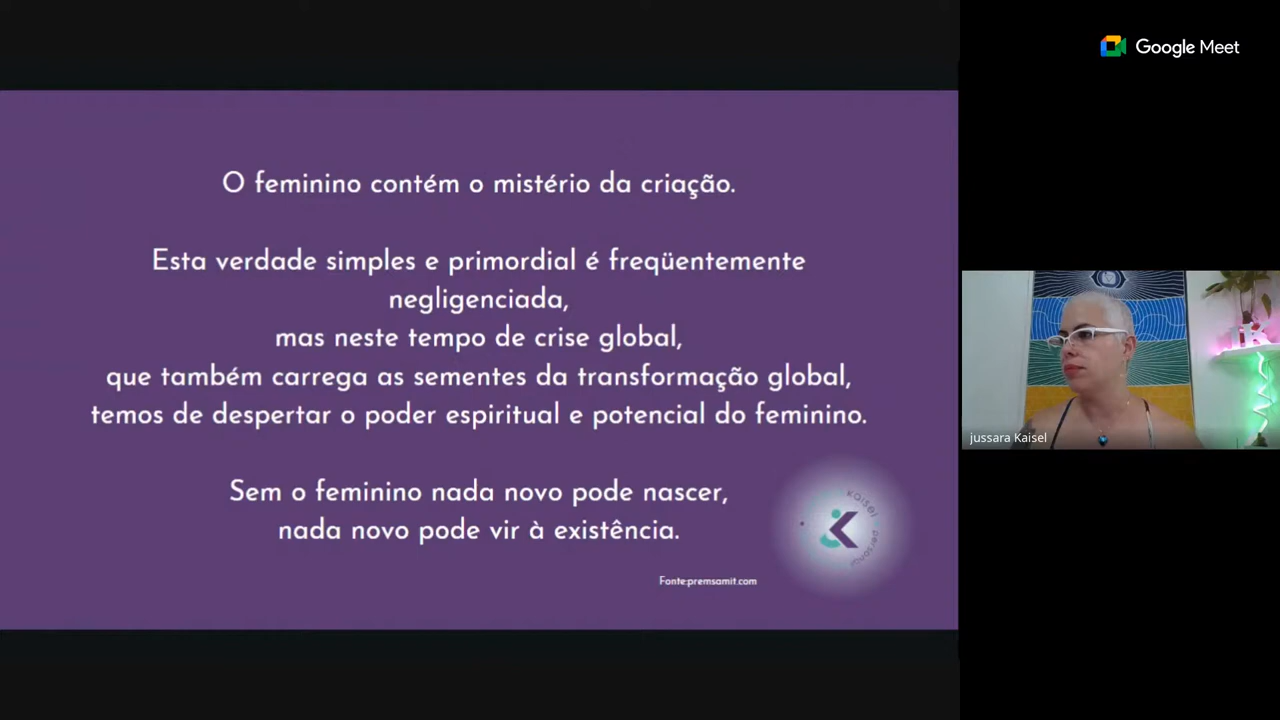 Google Meet
O feminino contém o mistério da criação.
Esta verdade simples e primordial é freqüentemente
negligenciada,
mas neste tempo de crise global,
que também carrega as sementes da transformação global,
temos de despertar o poder espiritual e potencial do feminino.
Sem o feminino nada novo pode nascer,
nada novo pode vir à existência.
kaisel personal
Fonte:premsamit.com
jussara Kaisel